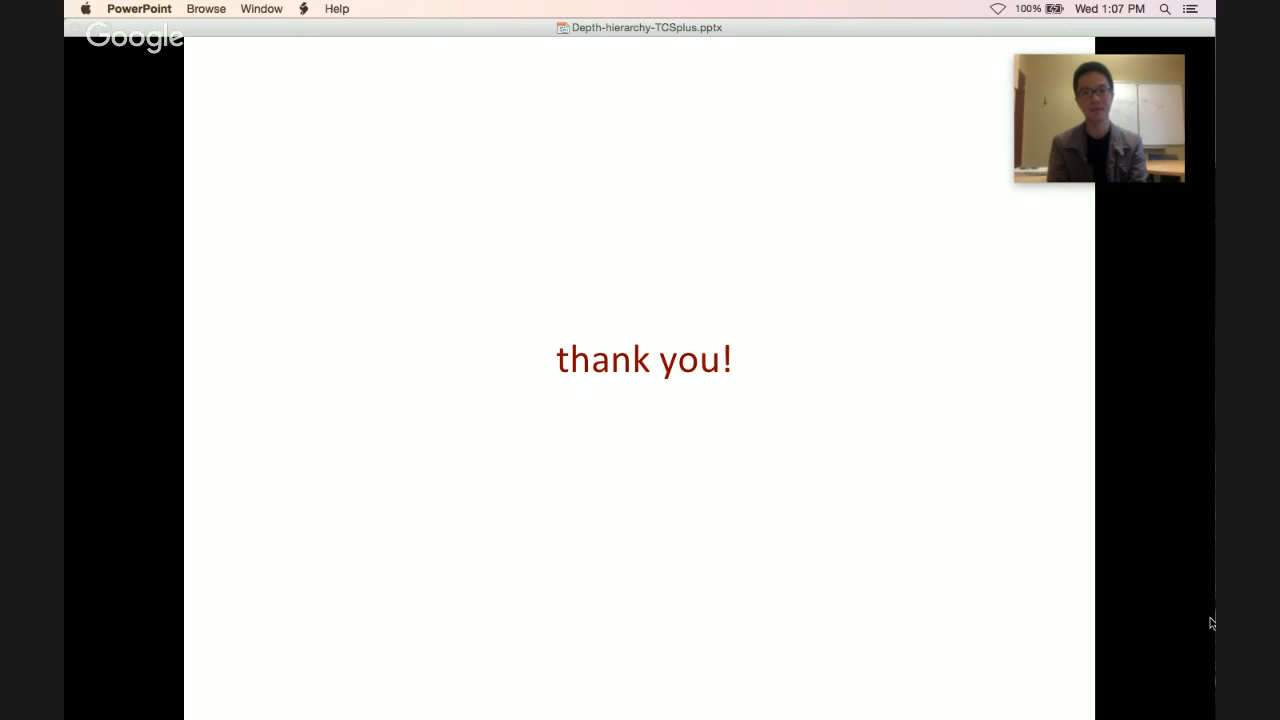 PowerPoint Browse Window Help 100% Wed 1:07 PM
Google
Depth-hierarchy-TCSplus.pptx
thank you!